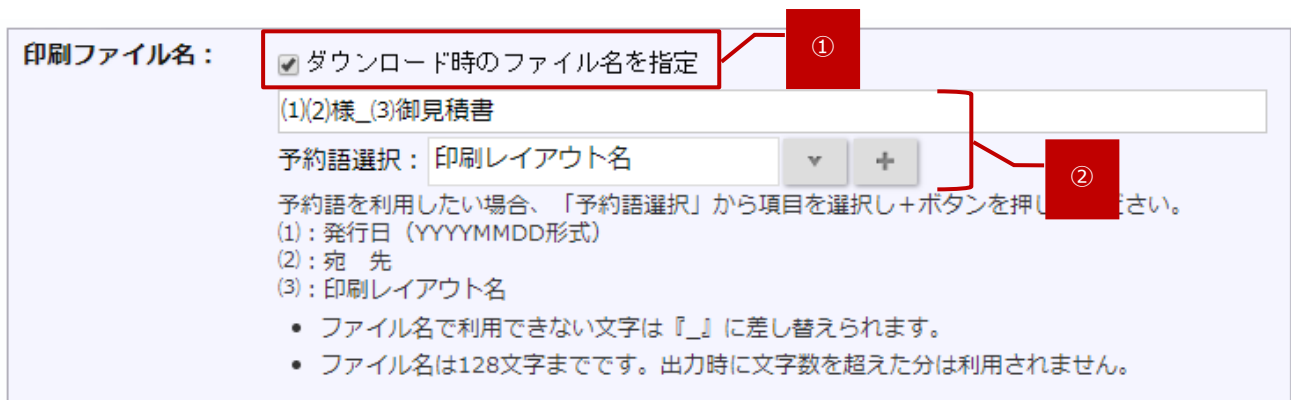 印刷ファイル名：
ダウンロード時のファイル名を指定
①
⑴⑵様_⑶御見積書
予約語選択： 印刷レイアウト名
②
予約語を利用したい場合、「予約語選択」から項目を選択し+ボタンを押し ださい。
⑴：発行日（YYYYMMDD形式）
⑵：宛　先
⑶：印刷レイアウト名
• ファイル名で利用できない文字は『_』に差し替えられます。
• ファイル名は128文字までです。出力時に文字数を超えた分は利用されません。